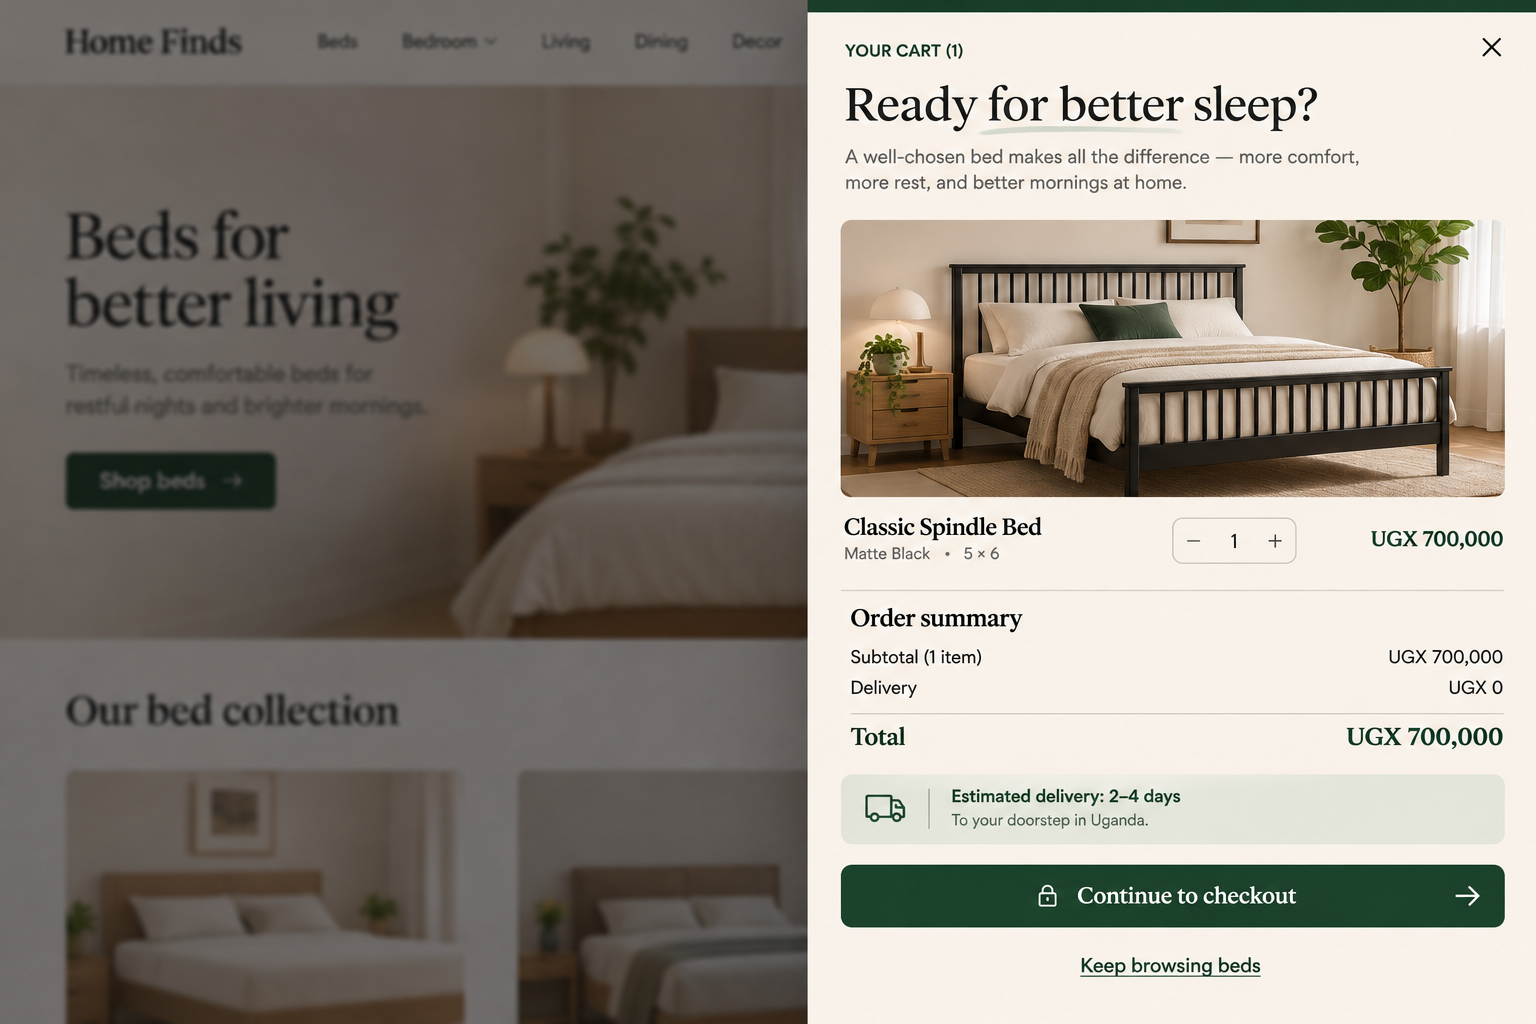 Home Finds
Beds
Bedroom
Living
Dining
Decor
Beds for
better living
Timeless, comfortable beds for
restful nights and brighter mornings.
Shop beds →
Our bed collection
YOUR CART (1)
Ready for better sleep?
A well-chosen bed makes all the difference — more comfort,
more rest, and better mornings at home.
Classic Spindle Bed
Matte Black • 5 × 6
− 1 +
UGX 700,000
Order summary
Subtotal (1 item) UGX 700,000
Delivery UGX 0
Total UGX 700,000
Estimated delivery: 2–4 days
To your doorstep in Uganda.
Continue to checkout →
Keep browsing beds